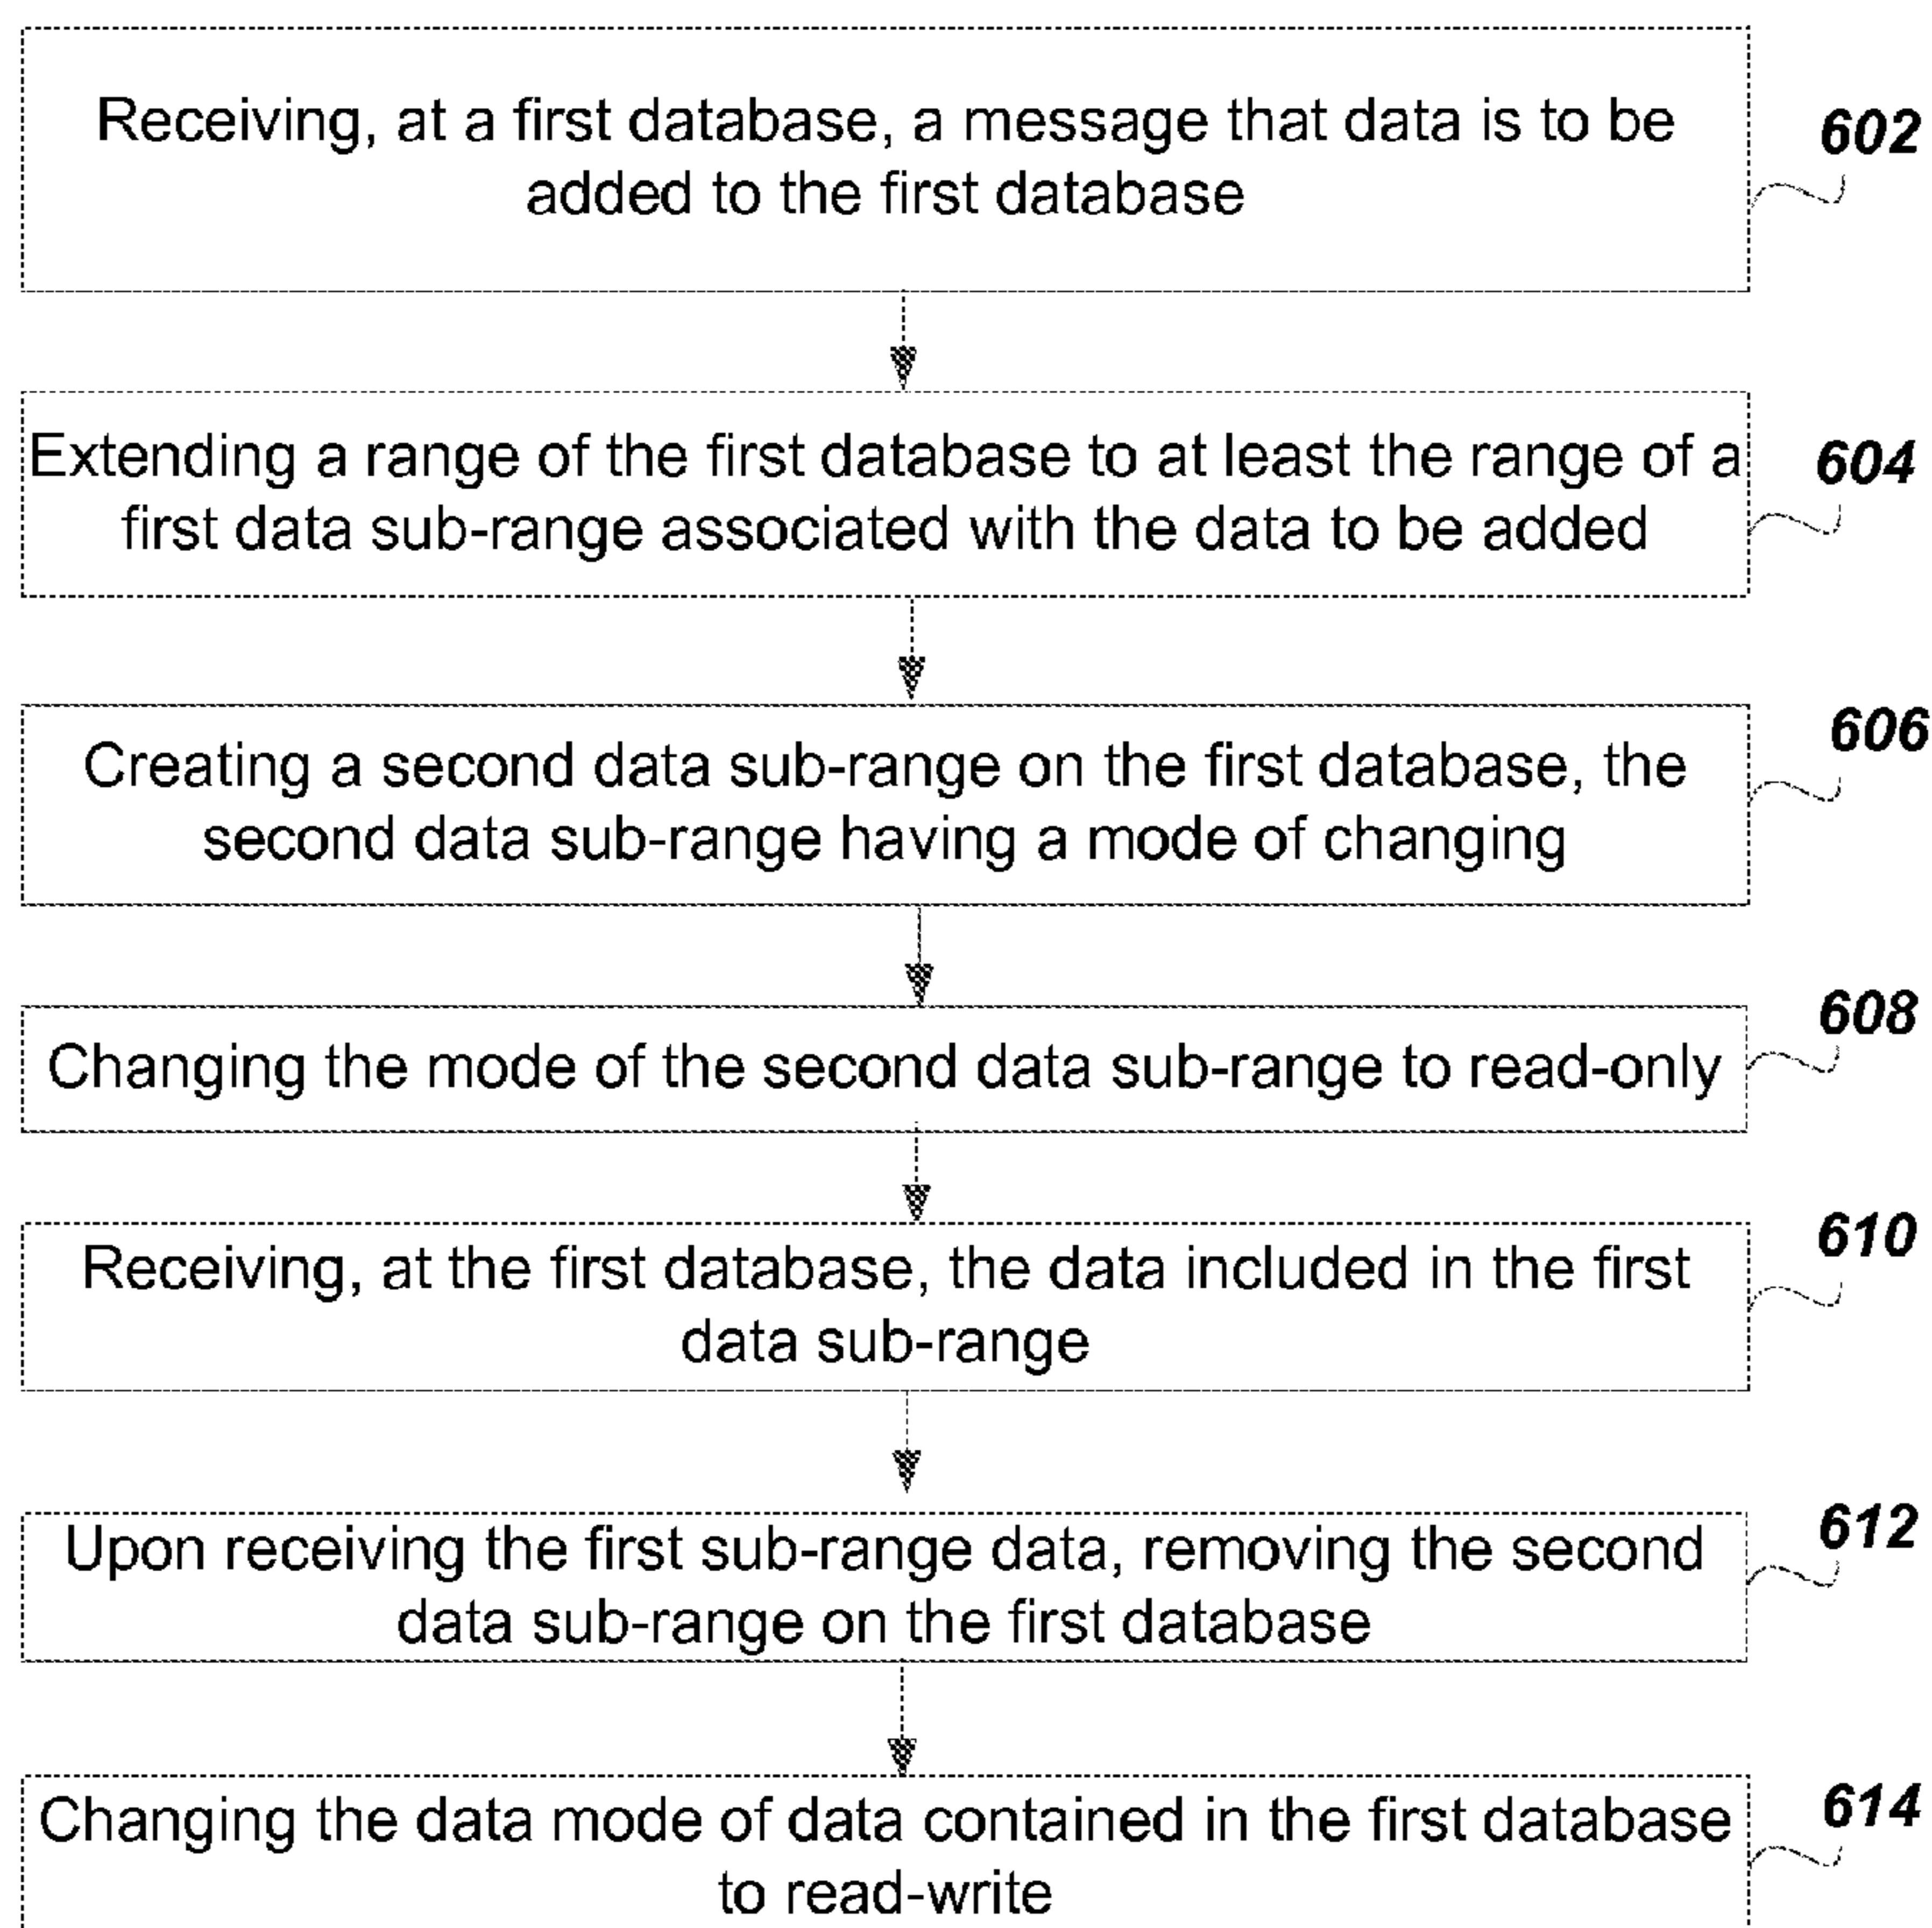 Receiving, at a first database, a message that data is to be
added to the first database
602
Extending a range of the first database to at least the range of a
first data sub-range associated with the data to be added
604
Creating a second data sub-range on the first database, the
second data sub-range having a mode of changing
606
Changing the mode of the second data sub-range to read-only
608
Receiving, at the first database, the data included in the first
data sub-range
610
Upon receiving the first sub-range data, removing the second
data sub-range on the first database
612
Changing the data mode of data contained in the first database
to read-write
614